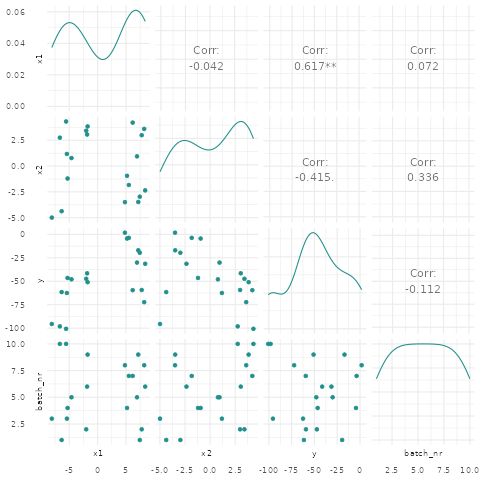 0.06
0.04
0.02
0.00
x1
Corr:
-0.042
Corr:
0.617**
Corr:
0.072
2.5
0.0
-2.5
-5.0
x2
Corr:
-0.415.
Corr:
0.336
0
-25
-50
-75
-100
y
Corr:
-0.112
10.0
7.5
5.0
2.5
batch_nr
-5 0 5
-5.0 -2.5 0.0 2.5
-100 -75 -50 -25 0
2.5 5.0 7.5 10.0
x1 x2 y batch_nr